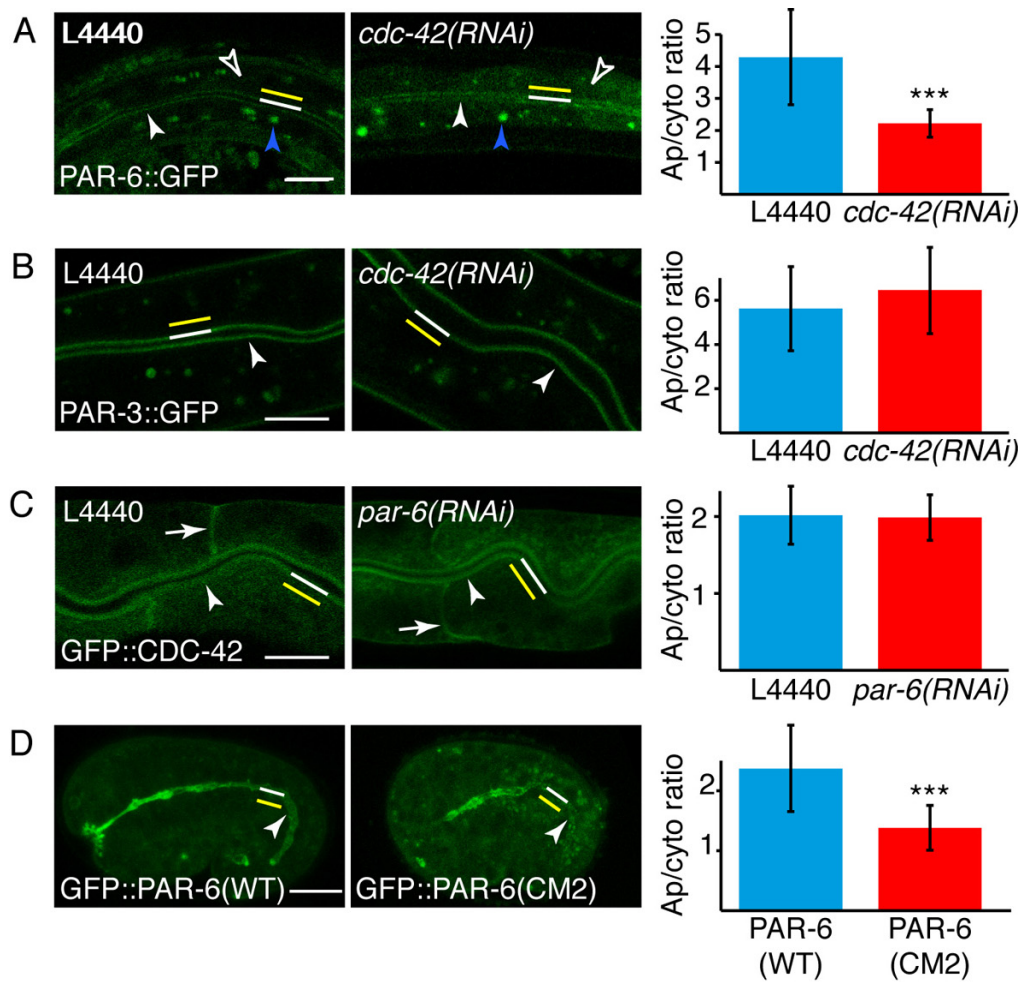 A
L4440
cdc-42(RNAi)
PAR-6::GFP
Ap/cyto ratio
5
4
3
2
1
***
L4440 cdc-42(RNAi)
B
L4440
cdc-42(RNAi)
PAR-3::GFP
Ap/cyto ratio
6
4
2
L4440 cdc-42(RNAi)
C
L4440
par-6(RNAi)
GFP::CDC-42
Ap/cyto ratio
2
1
L4440 par-6(RNAi)
D
GFP::PAR-6(WT)
GFP::PAR-6(CM2)
Ap/cyto ratio
2
1
***
PAR-6 PAR-6
(WT) (CM2)